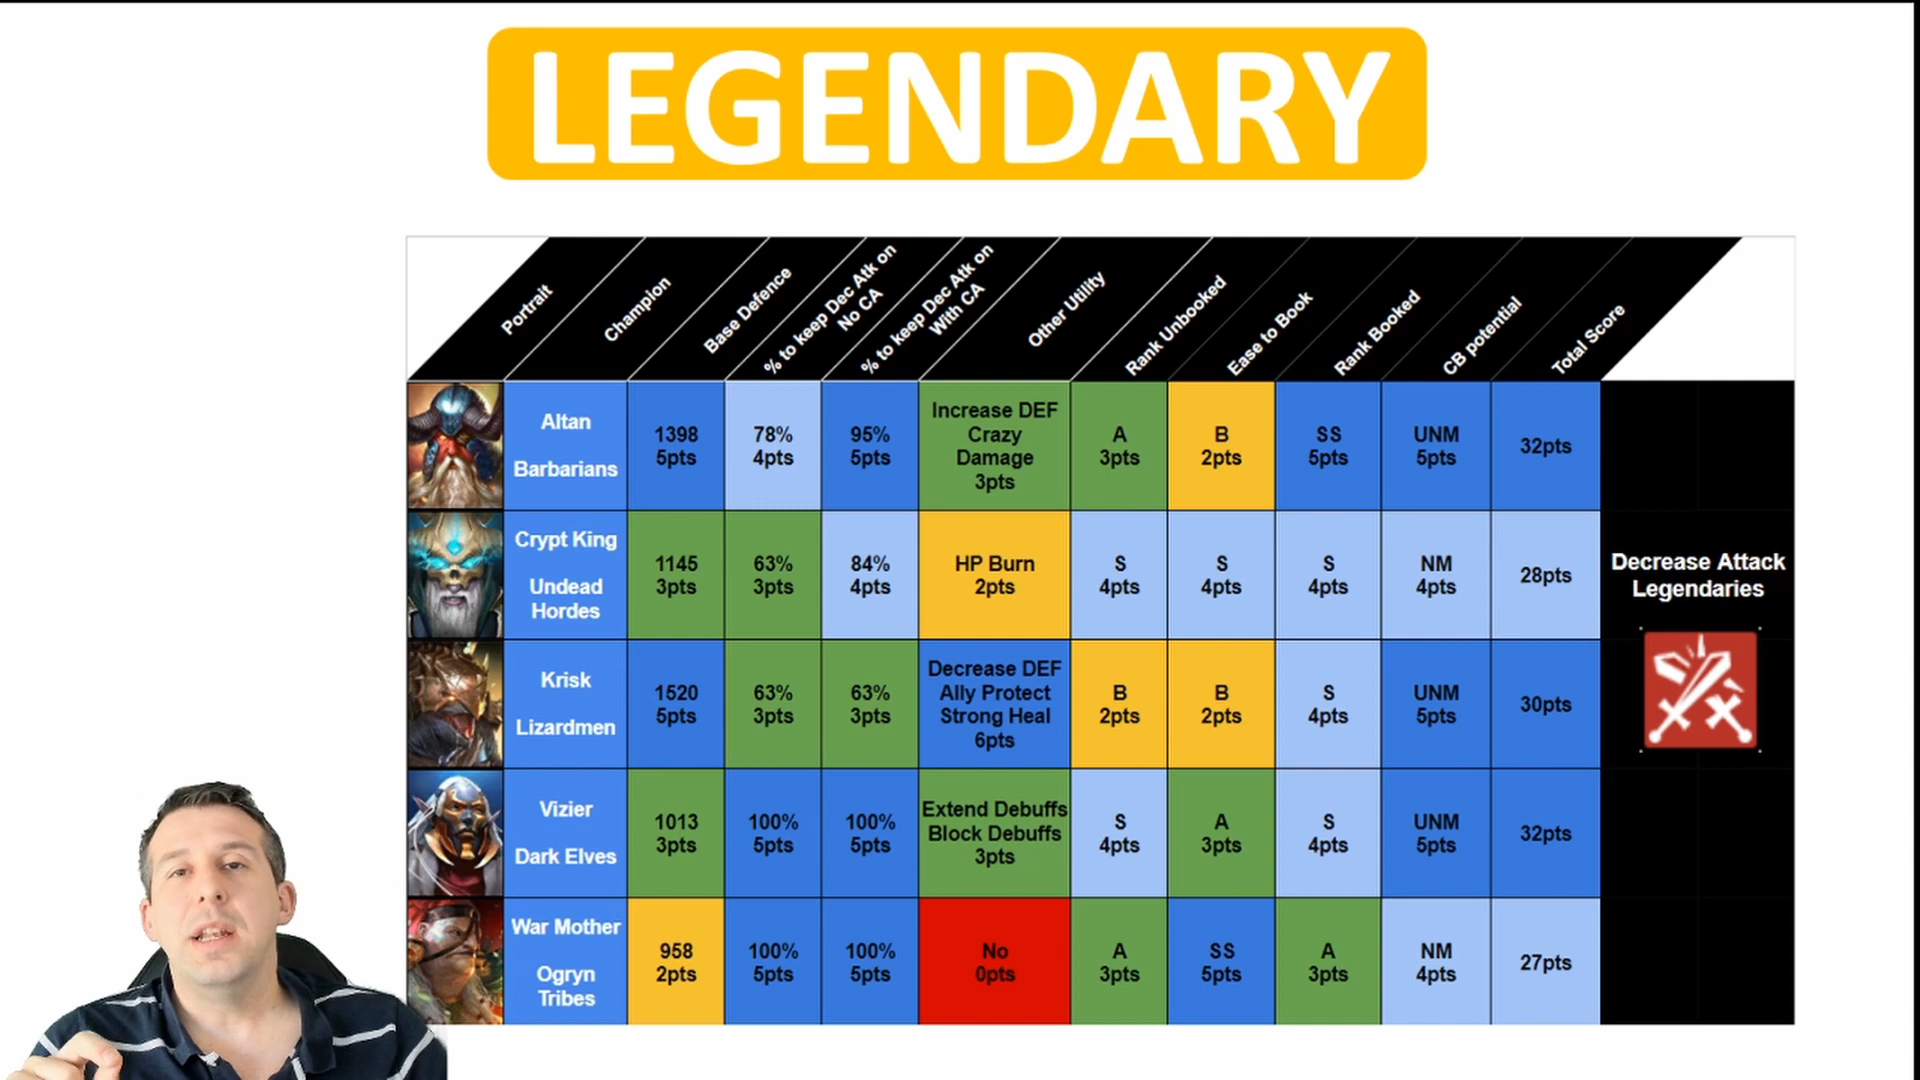 LEGENDARY
Portrait
Champion
Base Defence
% to keep Dec Atk on
No CA
% to keep Dec Atk on
With CA
Other Utility
Rank Unbooked
Ease to Book
Rank Booked
CB potential
Total Score
Altan
Barbarians
1398
5pts
78%
4pts
95%
5pts
Increase DEF
Crazy
Damage
3pts
A
3pts
B
2pts
SS
5pts
UNM
5pts
32pts
Crypt King
Undead
Hordes
1145
3pts
63%
3pts
84%
4pts
HP Burn
2pts
S
4pts
S
4pts
S
4pts
NM
4pts
28pts
Decrease Attack
Legendaries
Krisk
Lizardmen
1520
5pts
63%
3pts
63%
3pts
Decrease DEF
Ally Protect
Strong Heal
6pts
B
2pts
B
2pts
S
4pts
UNM
5pts
30pts
Vizier
Dark Elves
1013
3pts
100%
5pts
100%
5pts
Extend Debuffs
Block Debuffs
3pts
S
4pts
A
3pts
S
4pts
UNM
5pts
32pts
War Mother
Ogryn
Tribes
958
2pts
100%
5pts
100%
5pts
No
0pts
A
3pts
SS
5pts
A
3pts
NM
4pts
27pts